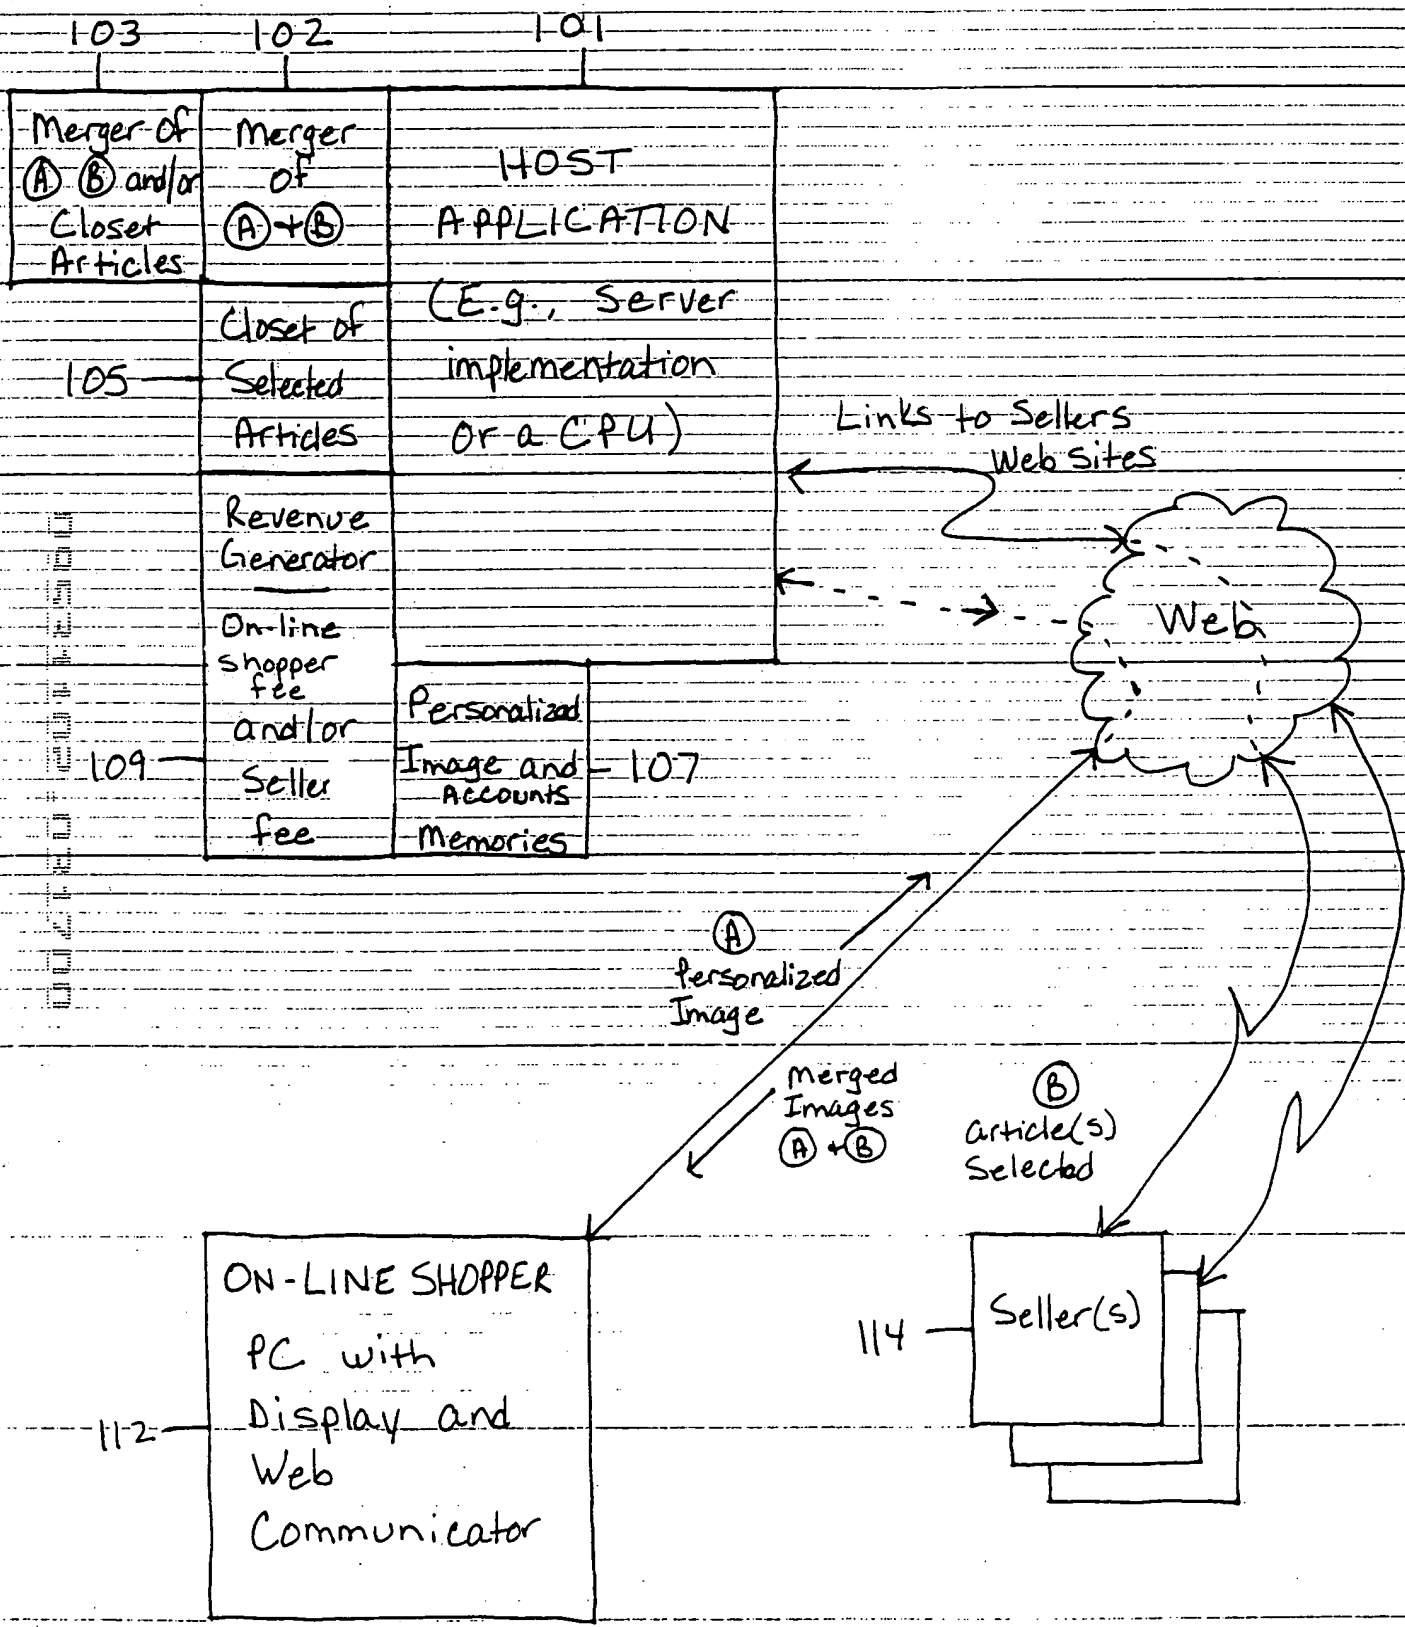 103
102
101
Merger of
(A) (B) and/or
Closet
Articles
Merger
of
(A)+(B)
HOST
APPLICATION
(E.g., Server
implementation
or a CPU)
105
Closet of
Selected
Articles
Links to Sellers
Web Sites
Revenue
Generator
On-line
shopper
fee
and/or
Seller
fee
109
Personalized
Image and
Accounts
Memories
107
Web
(A)
Personalized
Image
Merged
Images
(A)+(B)
(B)
article(s)
Selected
ON-LINE SHOPPER
PC with
Display and
Web
Communicator
112
Seller(s)
114